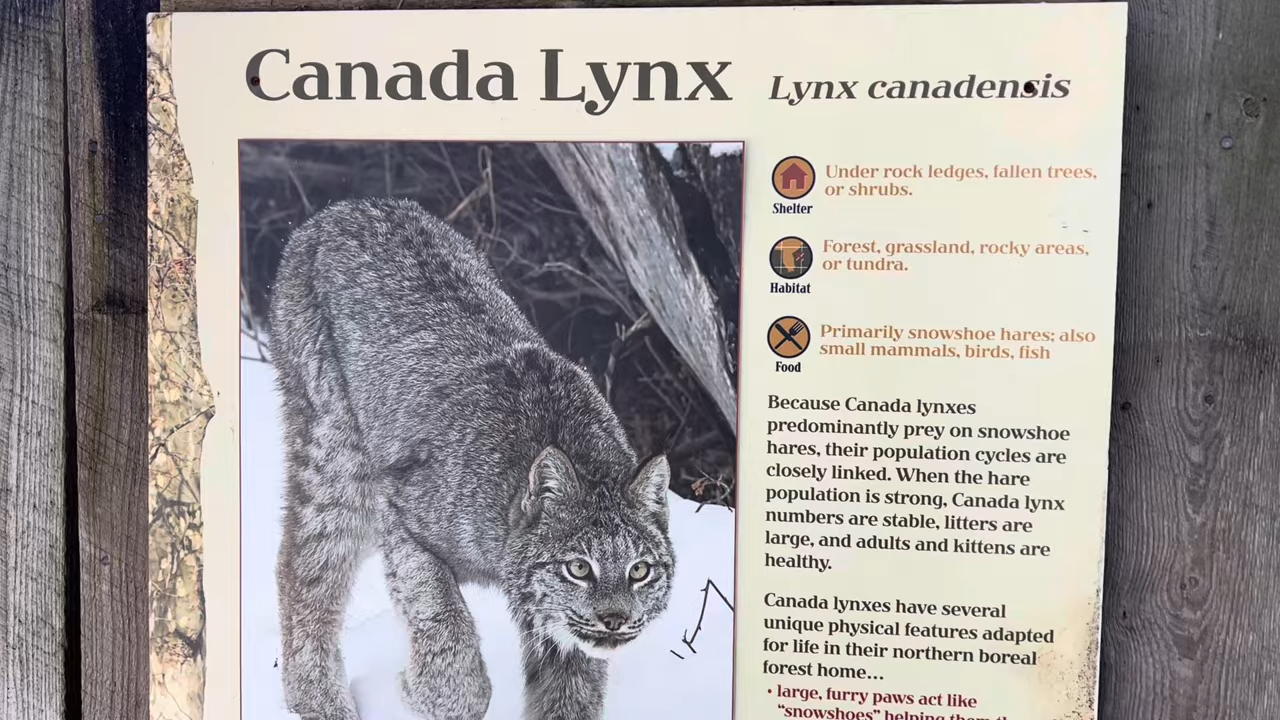 Canada Lynx
Lynx canadensis
Under rock ledges, fallen trees,
or shrubs.
Shelter
Forest, grassland, rocky areas,
or tundra.
Habitat
Primarily snowshoe hares; also
small mammals, birds, fish
Food
Because Canada lynxes
predominantly prey on snowshoe
hares, their population cycles are
closely linked. When the hare
population is strong, Canada lynx
numbers are stable, litters are
large, and adults and kittens are
healthy.
Canada lynxes have several
unique physical features adapted
for life in their northern boreal
forest home...
• large, furry paws act like
"snowshoes" helping them